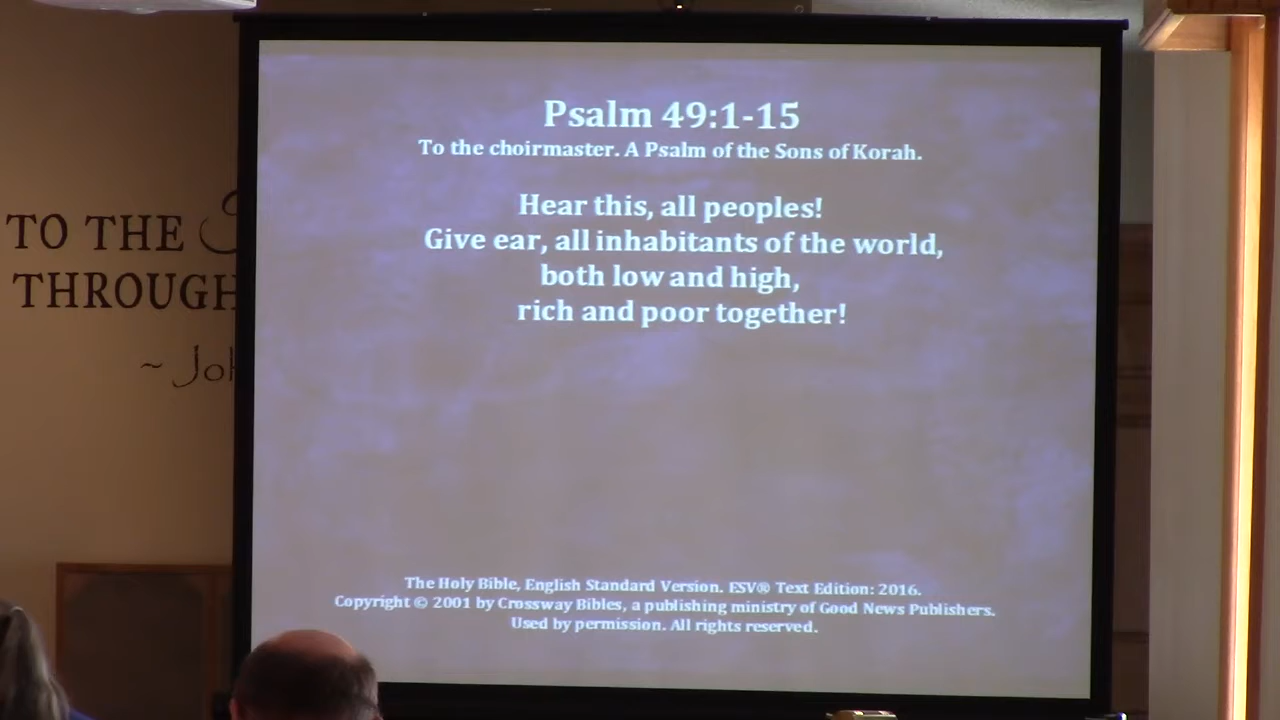 TO THE
THROUGH
~ Joh
Psalm 49:1-15
To the choirmaster. A Psalm of the Sons of Korah.
Hear this, all peoples!
Give ear, all inhabitants of the world,
both low and high,
rich and poor together!
The Holy Bible, English Standard Version. ESV® Text Edition: 2016.
Copyright © 2001 by Crossway Bibles, a publishing ministry of Good News Publishers.
Used by permission. All rights reserved.